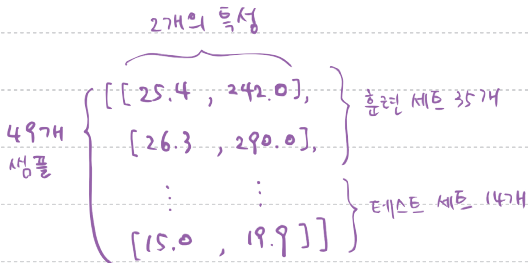 2개의 특성
[[25.4, 242.0],
훈련 세트 35개
49개
샘플
[26.3, 290.0],
⋮ ⋮
테스트 세트 14개
[15.0, 19.9]]